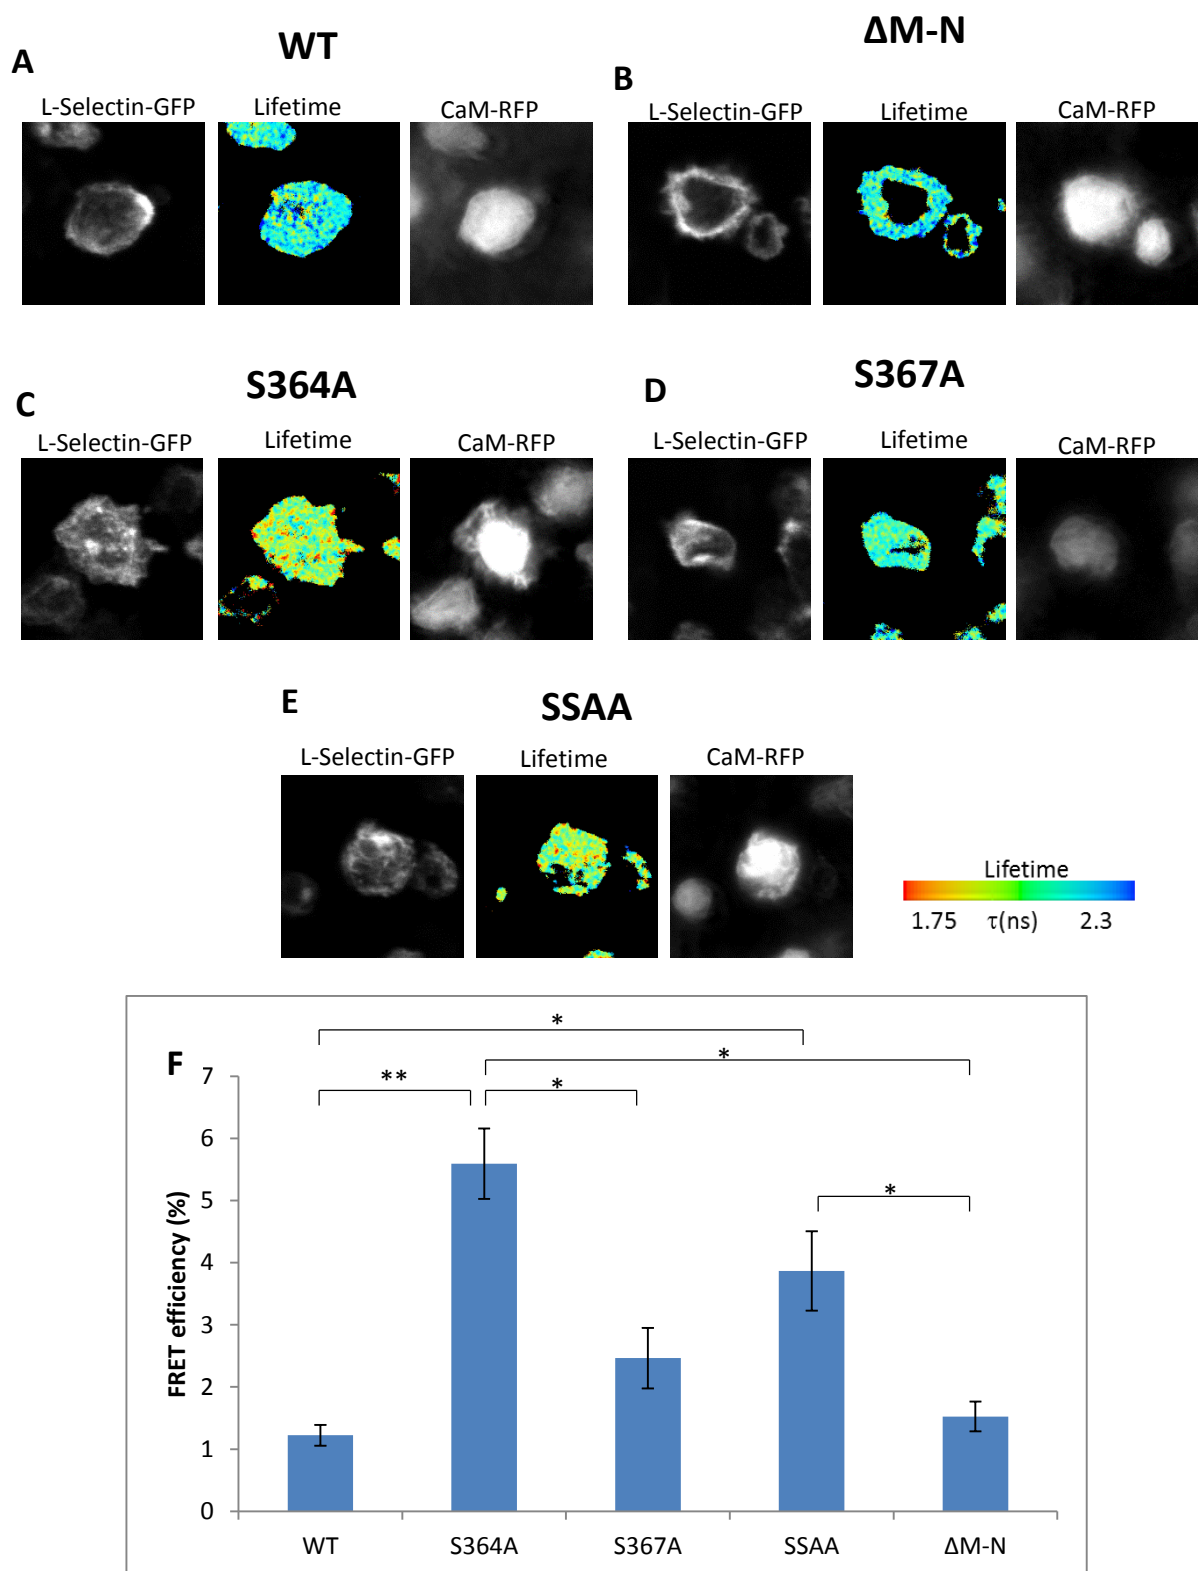 WT
ΔM-N
A
L-Selectin-GFP Lifetime CaM-RFP
B
L-Selectin-GFP Lifetime CaM-RFP
S364A
S367A
C
L-Selectin-GFP Lifetime CaM-RFP
D
L-Selectin-GFP Lifetime CaM-RFP
E
SSAA
L-Selectin-GFP Lifetime CaM-RFP
Lifetime
1.75 τ(ns) 2.3
F
*
*
** *
*
FRET efficiency (%)
7
6
5
4
3
2
1
0
WT S364A S367A SSAA ΔM-N